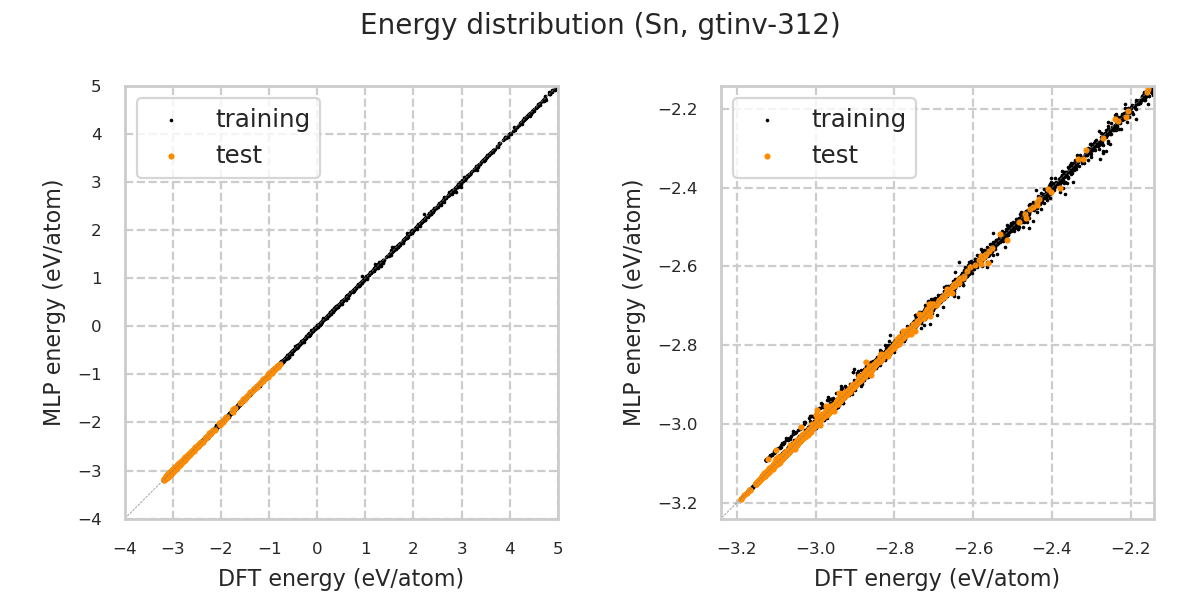 Energy distribution (Sn, gtinv-312)
training
test
5
4
3
2
1
0
−1
−2
−3
−4
−4 −3 −2 −1 0 1 2 3 4 5
MLP energy (eV/atom)
DFT energy (eV/atom)
training
test
−2.2
−2.4
−2.6
−2.8
−3.0
−3.2
−3.2 −3.0 −2.8 −2.6 −2.4 −2.2
MLP energy (eV/atom)
DFT energy (eV/atom)